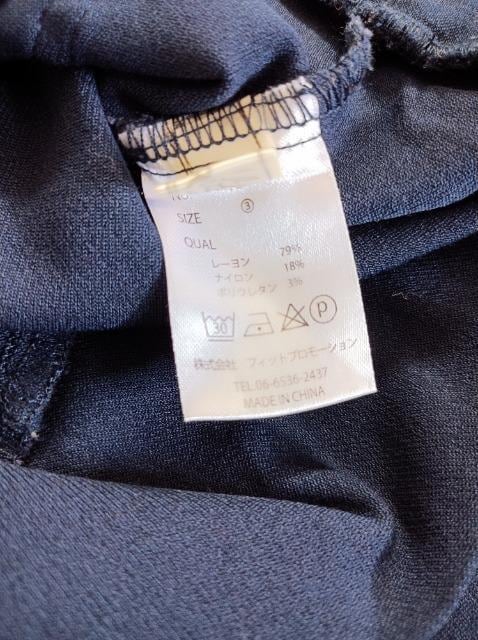 SIZE ③
QUAL
レーヨン 79%
ナイロン 18%
ポリウレタン 3%
30 P
株式会社 フィットプロモーション
TEL.06-6536-2437
MADE IN CHINA